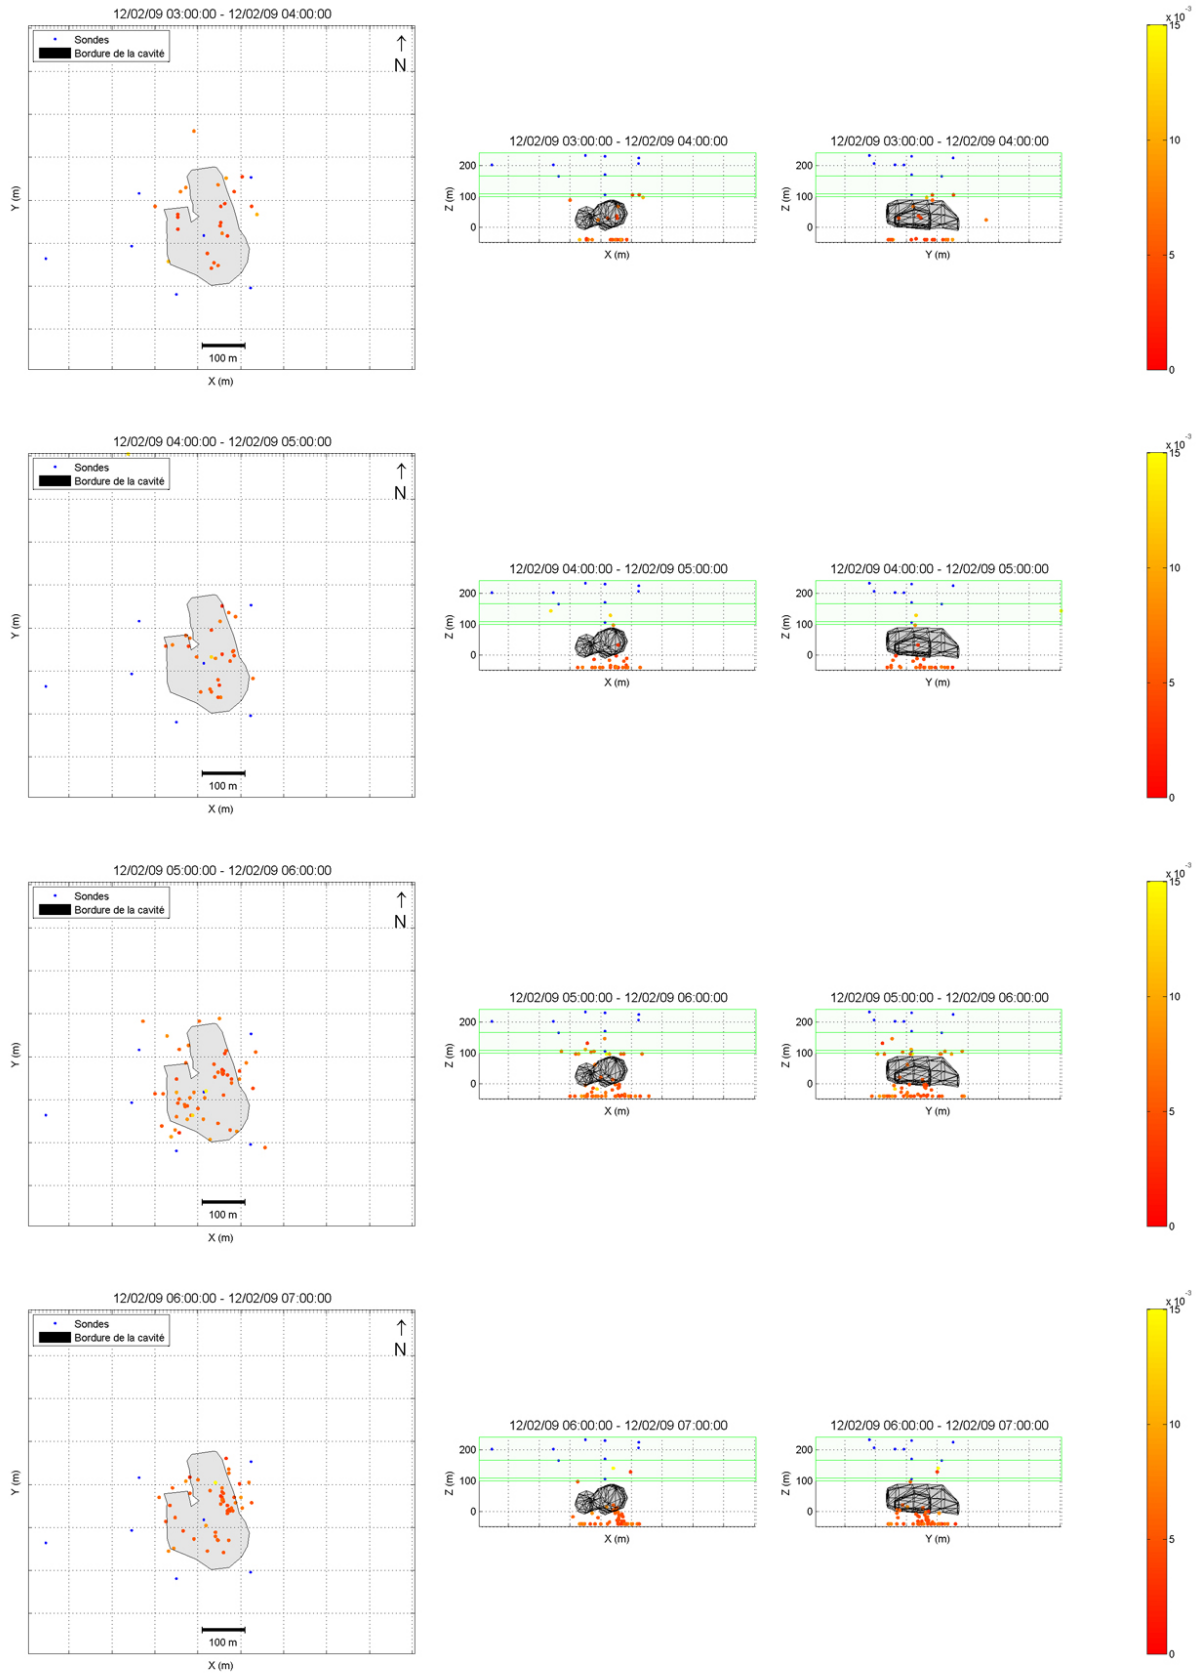 12/02/09 03:00:00 - 12/02/09 04:00:00
Sondes
Bordure de la cavité
N
Y (m)
100 m
X (m)
12/02/09 03:00:00 - 12/02/09 04:00:00
200
100
0
Z (m)
X (m)
12/02/09 03:00:00 - 12/02/09 04:00:00
200
100
0
Z (m)
Y (m)
x 10⁻³
15
10
5
0
12/02/09 04:00:00 - 12/02/09 05:00:00
Sondes
Bordure de la cavité
N
Y (m)
100 m
X (m)
12/02/09 04:00:00 - 12/02/09 05:00:00
200
100
0
Z (m)
X (m)
12/02/09 04:00:00 - 12/02/09 05:00:00
200
100
0
Z (m)
Y (m)
x 10⁻³
15
10
5
0
12/02/09 05:00:00 - 12/02/09 06:00:00
Sondes
Bordure de la cavité
N
Y (m)
100 m
X (m)
12/02/09 05:00:00 - 12/02/09 06:00:00
200
100
0
Z (m)
X (m)
12/02/09 05:00:00 - 12/02/09 06:00:00
200
100
0
Z (m)
Y (m)
x 10⁻³
15
10
5
0
12/02/09 06:00:00 - 12/02/09 07:00:00
Sondes
Bordure de la cavité
N
Y (m)
100 m
X (m)
12/02/09 06:00:00 - 12/02/09 07:00:00
200
100
0
Z (m)
X (m)
12/02/09 06:00:00 - 12/02/09 07:00:00
200
100
0
Z (m)
Y (m)
x 10⁻³
15
10
5
0